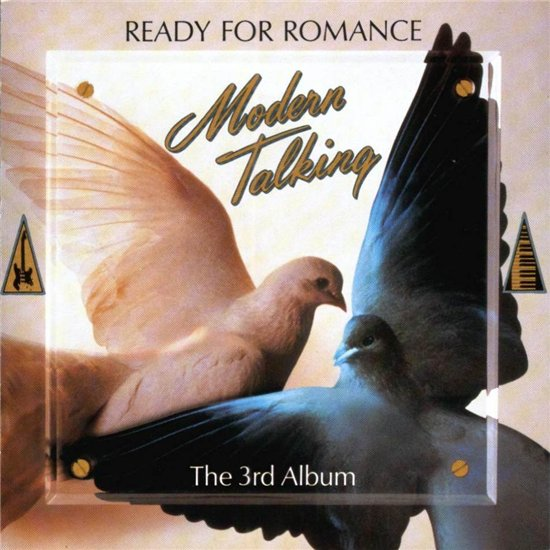 READY FOR ROMANCE
Modern
Talking
The 3rd Album